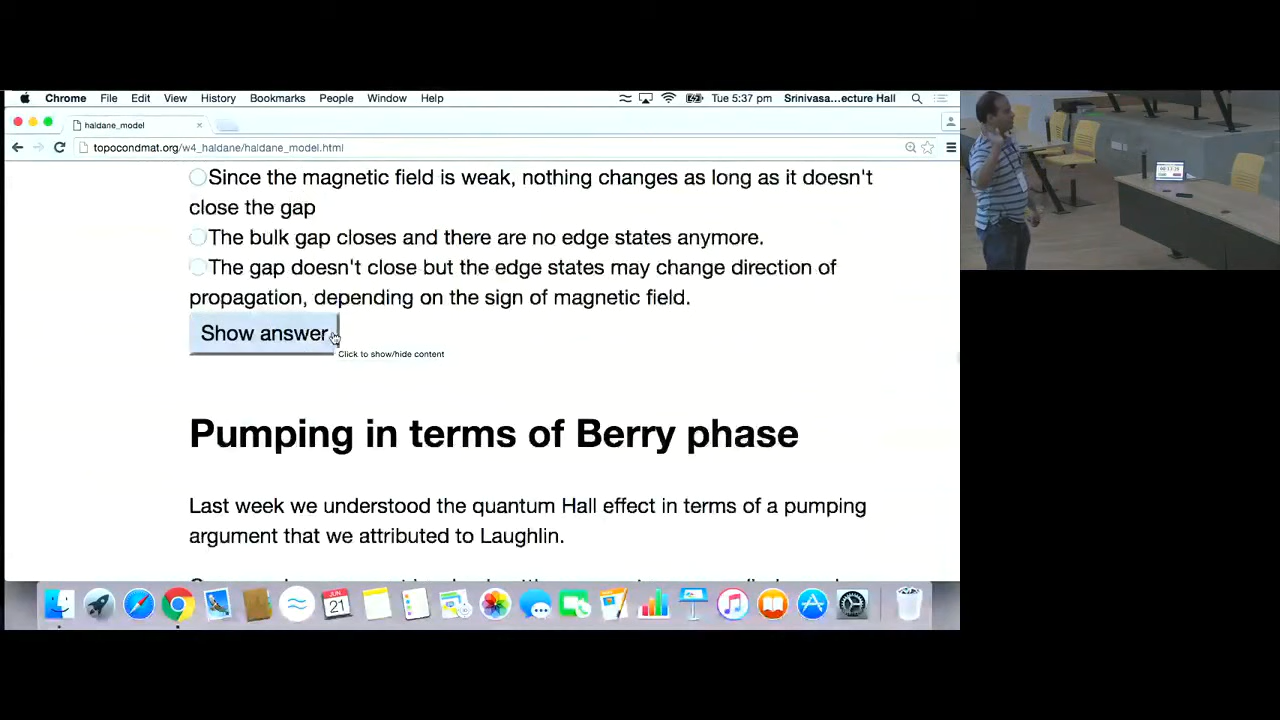 Chrome File Edit View History Bookmarks People Window Help Tue 5:37 pm Srinivasa...ecture Hall
haldane_model
topocondmat.org/w4_haldane/haldane_model.html
Since the magnetic field is weak, nothing changes as long as it doesn't
close the gap
The bulk gap closes and there are no edge states anymore.
The gap doesn't close but the edge states may change direction of
propagation, depending on the sign of magnetic field.
Show answer
Click to show/hide content
Pumping in terms of Berry phase
Last week we understood the quantum Hall effect in terms of a pumping
argument that we attributed to Laughlin.
JUN
21